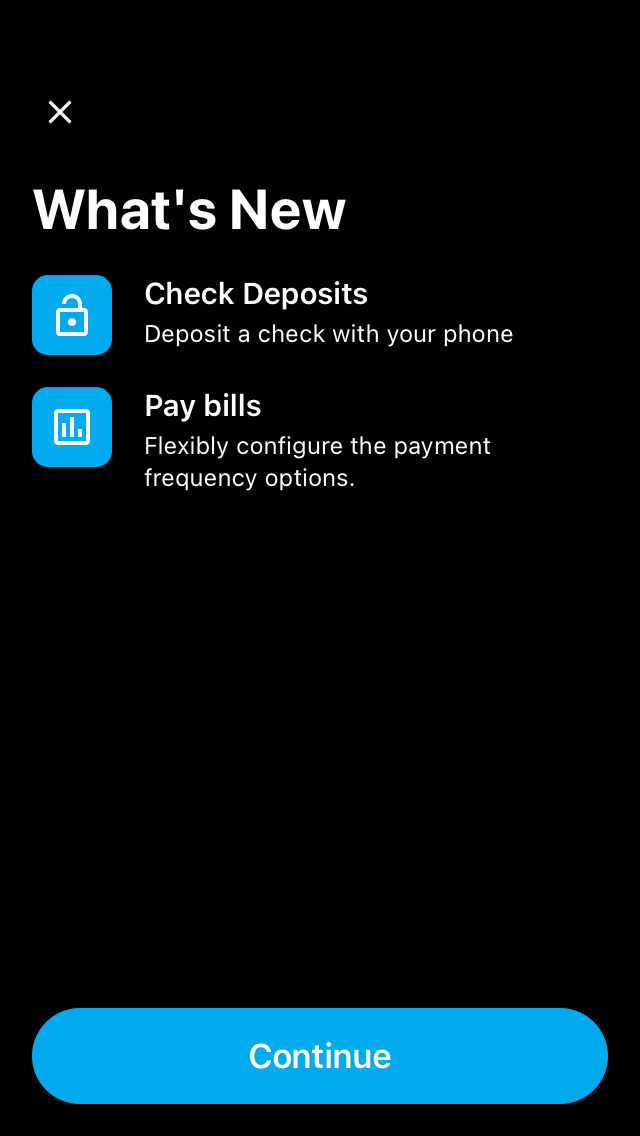 What's New
Check Deposits
Deposit a check with your phone
Pay bills
Flexibly configure the payment
frequency options.
Continue